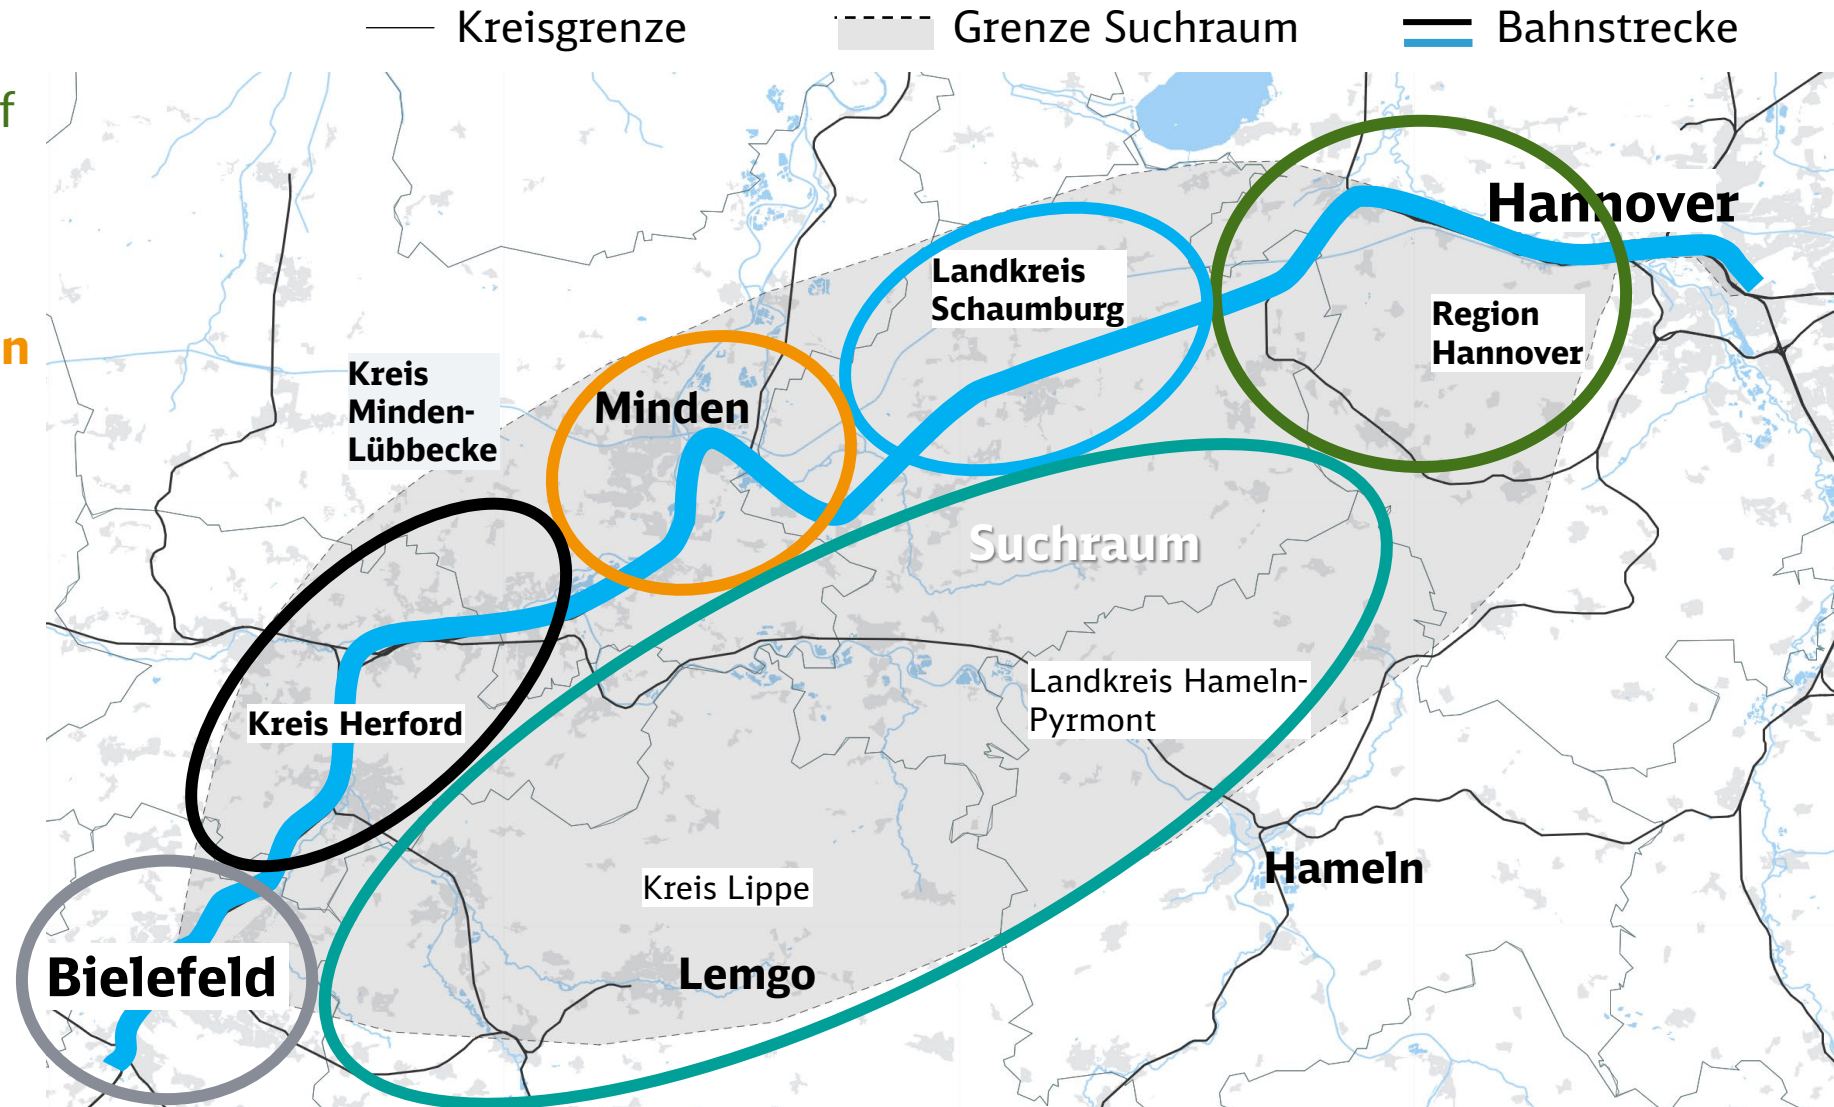 Kreisgrenze
Grenze Suchraum
Bahnstrecke
f
Hannover
Landkreis
Schaumburg
Region
Hannover
n
Kreis
Minden-
Lübbecke
Minden
Suchraum
Landkreis Hameln-
Pyrmont
Kreis Herford
Hameln
Kreis Lippe
Bielefeld
Lemgo